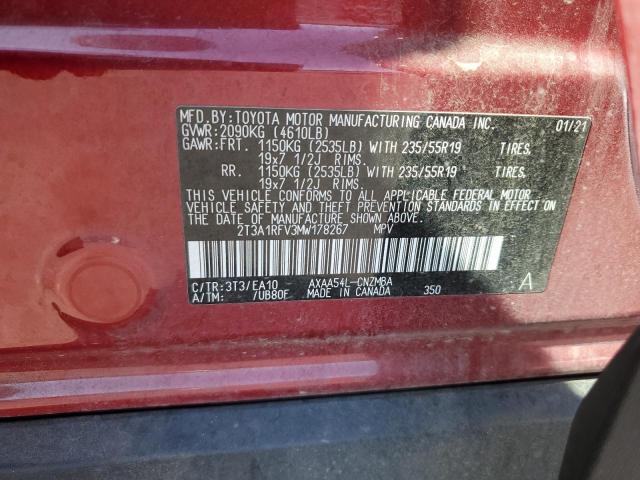 MFD. BY: TOYOTA MOTOR MANUFACTURING CANADA INC. 01/21
GVWR: 2090KG (4610LB)
GAWR: FRT. 1150KG (2535LB) WITH 235/55R19 TIRES.
19x7 1/2J RIMS.
RR. 1150KG (2535LB) WITH 235/55R19 TIRES.
19x7 1/2J RIMS.
THIS VEHICLE CONFORMS TO ALL APPLICABLE FEDERAL MOTOR
VEHICLE SAFETY AND THEFT PREVENTION STANDARDS IN EFFECT ON
THE DATE OF MANUFACTURE SHOWN ABOVE.
2T3A1RFV3MW178267 MPV
C/TR: 3T3/EA10 AXAA54L-CNZMBA
A/TM: /UB80F MADE IN CANADA 350 A